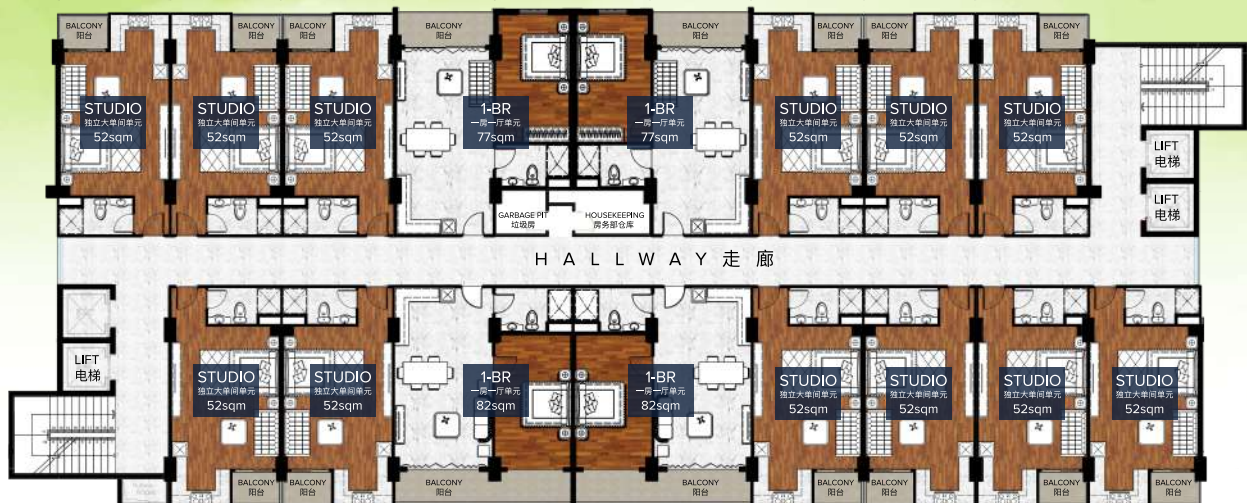 BALCONY
阳台
BALCONY
阳台
BALCONY
阳台
BALCONY
阳台
BALCONY
阳台
BALCONY
阳台
BALCONY
阳台
BALCONY
阳台
STUDIO
独立大单间单元
52sqm
STUDIO
独立大单间单元
52sqm
STUDIO
独立大单间单元
52sqm
1-BR
一房一厅单元
77sqm
1-BR
一房一厅单元
77sqm
STUDIO
独立大单间单元
52sqm
STUDIO
独立大单间单元
52sqm
STUDIO
独立大单间单元
52sqm
LIFT
电梯
LIFT
电梯
GARBAGE PIT
垃圾房
HOUSEKEEPING
房务部仓库
HALLWAY 走廊
LIFT
电梯
STUDIO
独立大单间单元
52sqm
STUDIO
独立大单间单元
52sqm
1-BR
一房一厅单元
82sqm
1-BR
一房一厅单元
82sqm
STUDIO
独立大单间单元
52sqm
STUDIO
独立大单间单元
52sqm
STUDIO
独立大单间单元
52sqm
STUDIO
独立大单间单元
52sqm
BALCONY
阳台
BALCONY
阳台
BALCONY
阳台
BALCONY
阳台
BALCONY
阳台
BALCONY
阳台
BALCONY
阳台
BALCONY
阳台